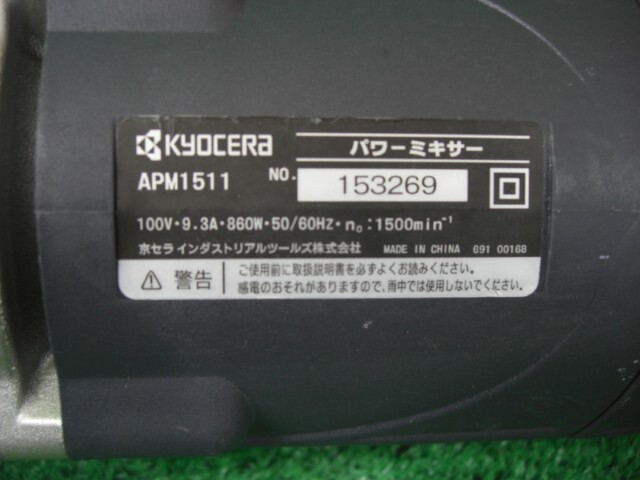 KYOCERA パワーミキサー
APM1511 NO. 153269
100V・9.3A・860W・50/60Hz・n₀:1500min⁻¹
京セラインダストリアルツールズ株式会社 MADE IN CHINA 691 00168
⚠ 警告 ご使用前に取扱説明書を必ずよくお読みください。
感電のおそれがありますので、雨中では使用しないでください。